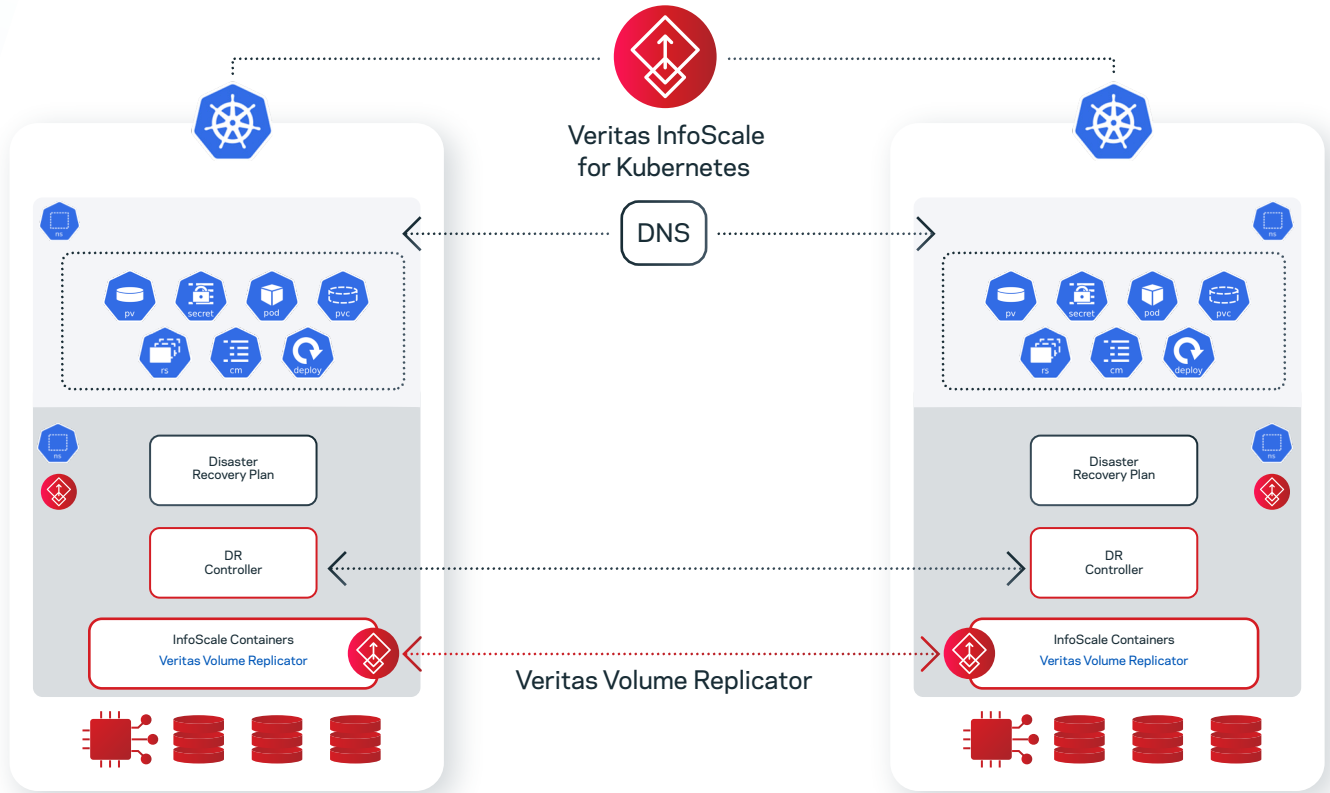 Veritas InfoScale
for Kubernetes
DNS
ns
pv
secret
pod
pvc
rs
cm
deploy
ns
Disaster
Recovery Plan
DR
Controller
InfoScale Containers
Veritas Volume Replicator
Veritas Volume Replicator
ns
pv
secret
pod
pvc
rs
cm
deploy
ns
Disaster
Recovery Plan
DR
Controller
InfoScale Containers
Veritas Volume Replicator